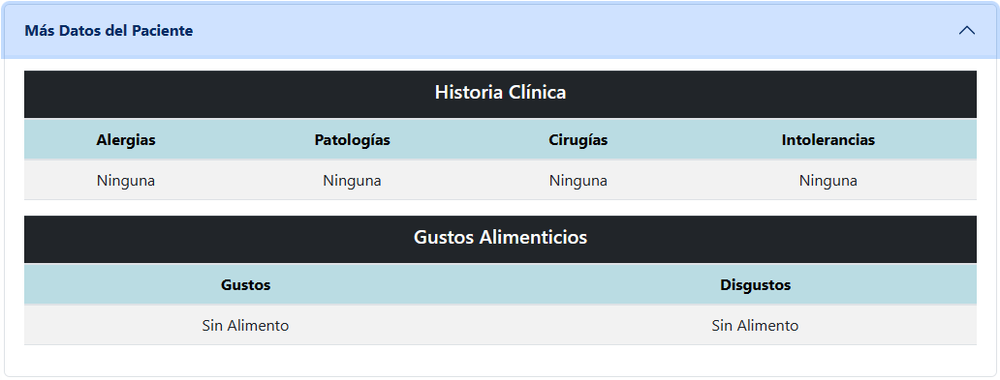 Más Datos del Paciente
Historia Clínica
Alergias Patologías Cirugías Intolerancias
Ninguna Ninguna Ninguna Ninguna
Gustos Alimenticios
Gustos Disgustos
Sin Alimento Sin Alimento